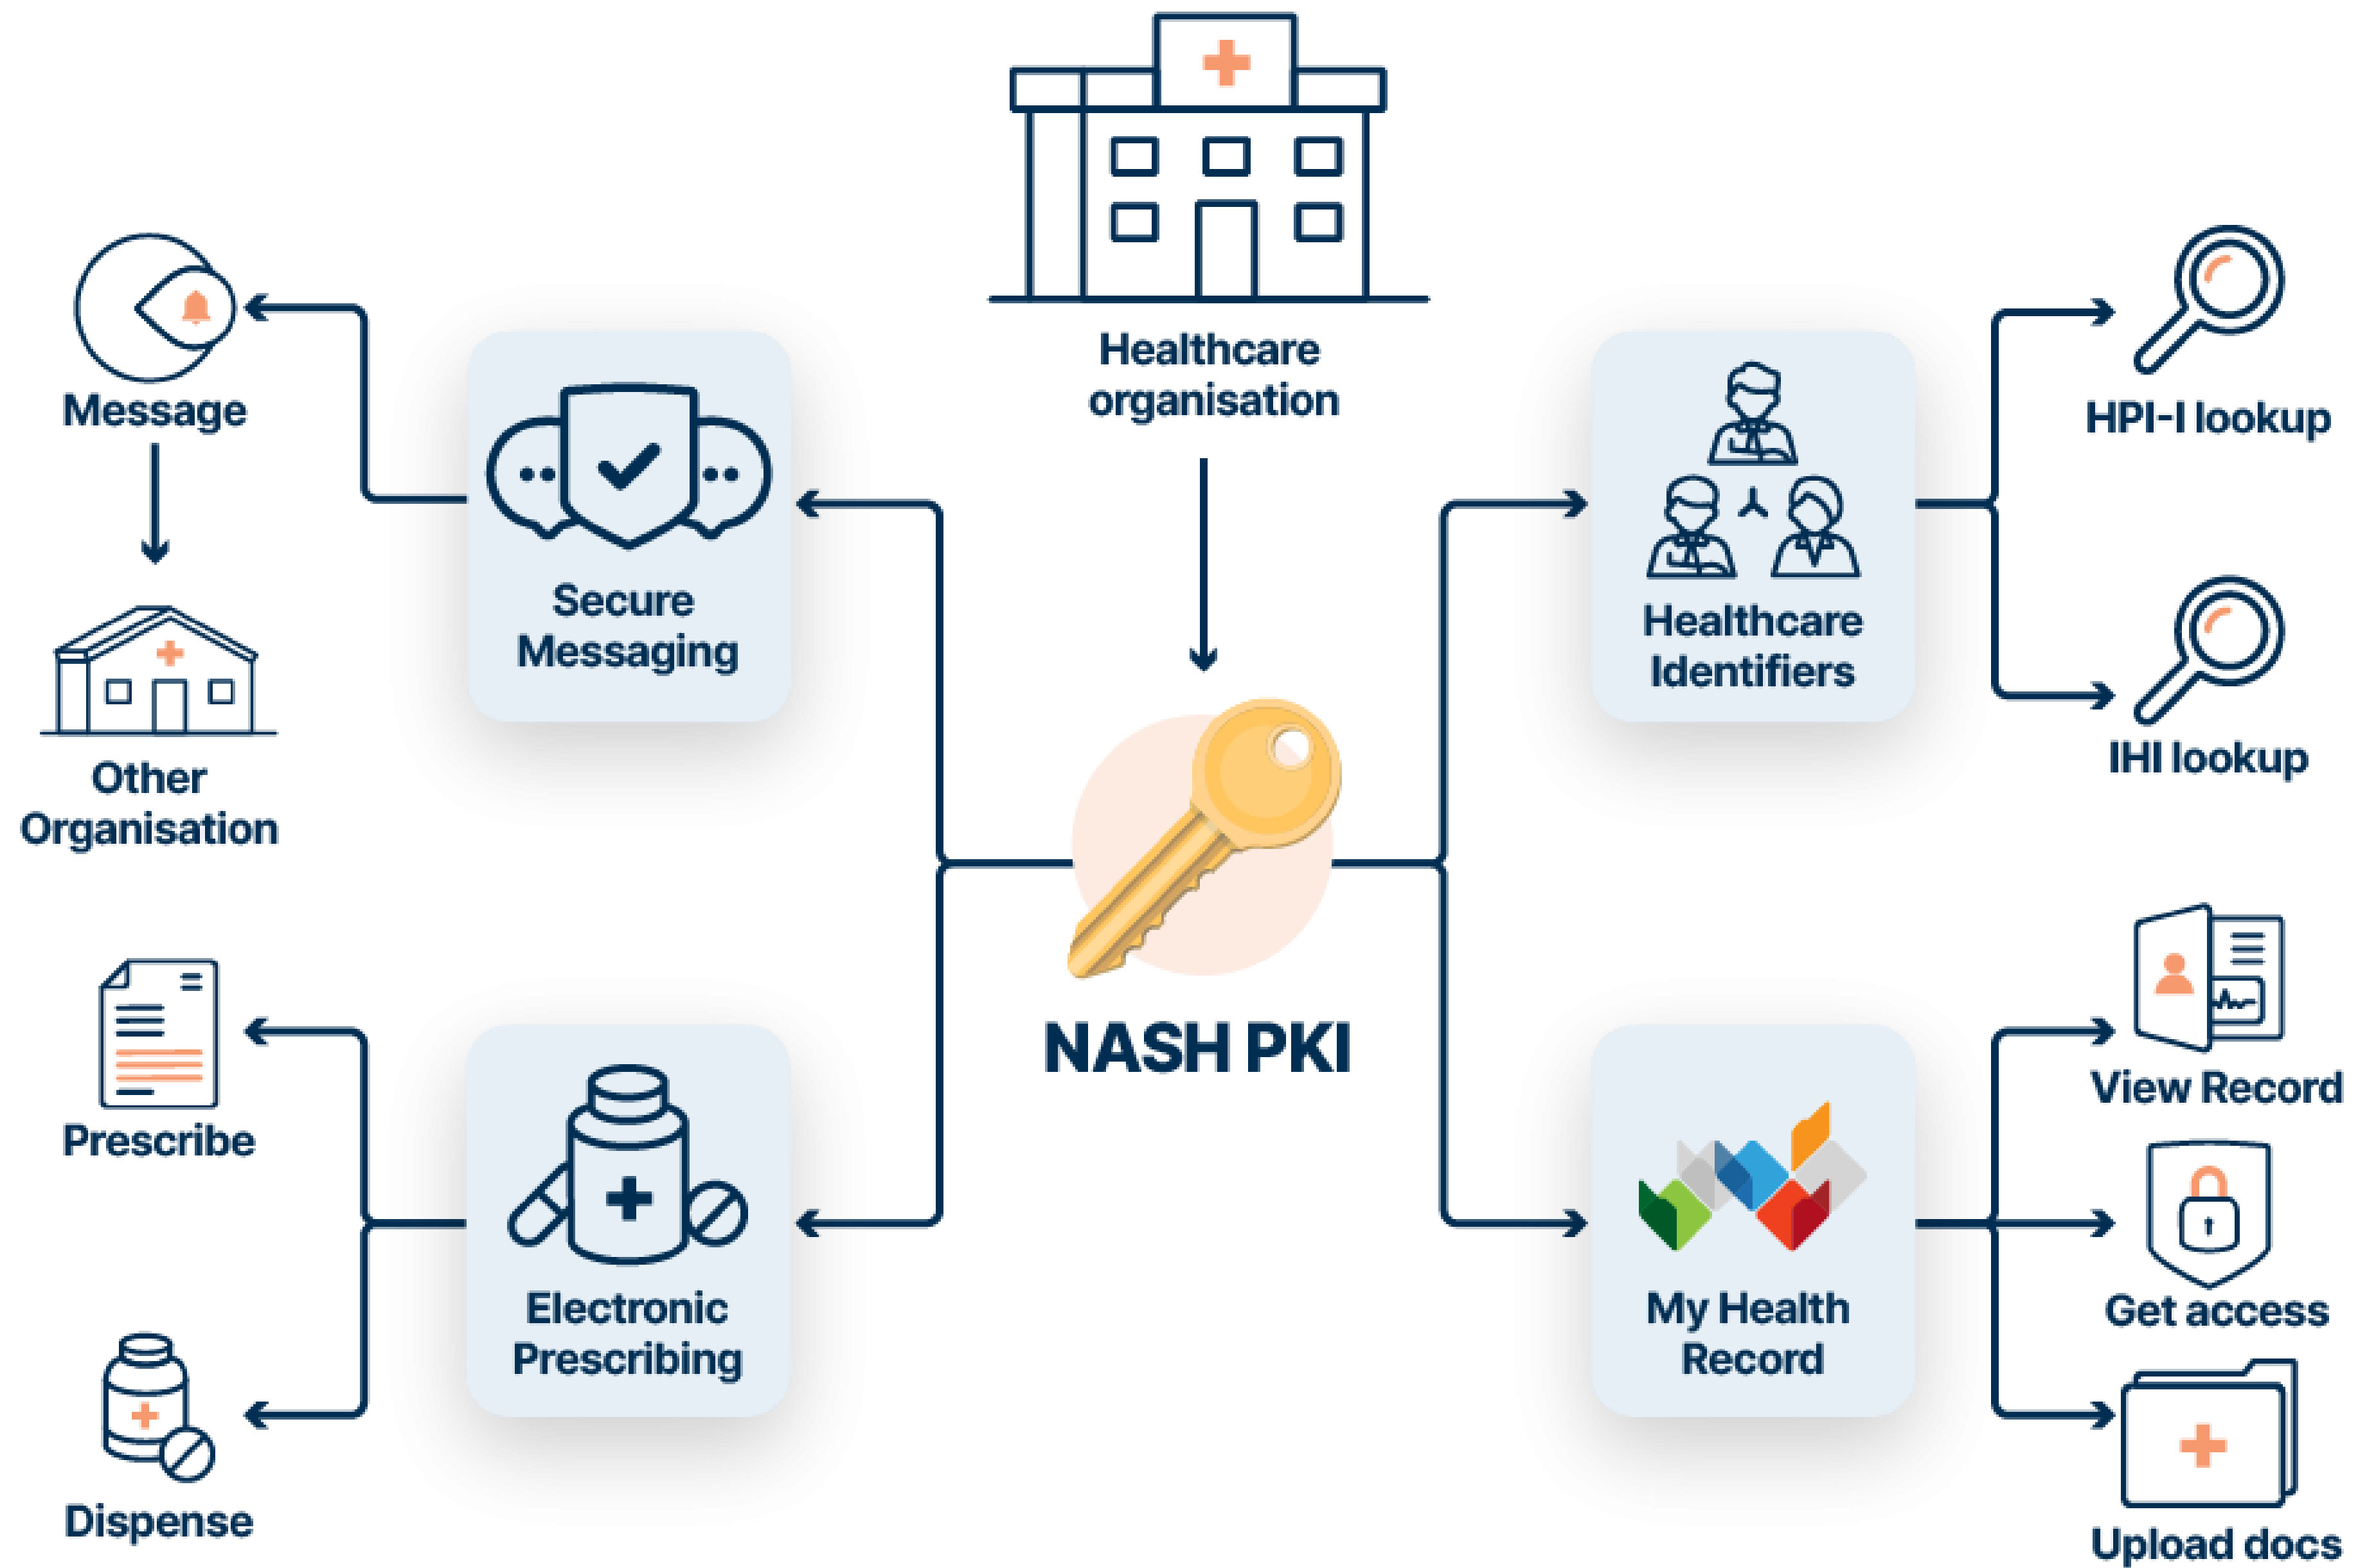 Healthcare
organisation
Message
Other
Organisation
Secure
Messaging
Healthcare
Identifiers
HPI-I lookup
IHI lookup
NASH PKI
Prescribe
Dispense
Electronic
Prescribing
My Health
Record
View Record
Get access
Upload docs